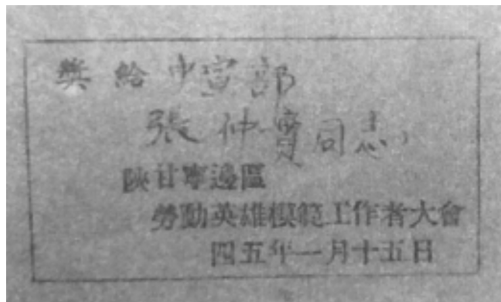 獎給中宣部
張仲實同志
陝甘寧邊區
勞動英雄模範工作者大會
四五年一月十五日